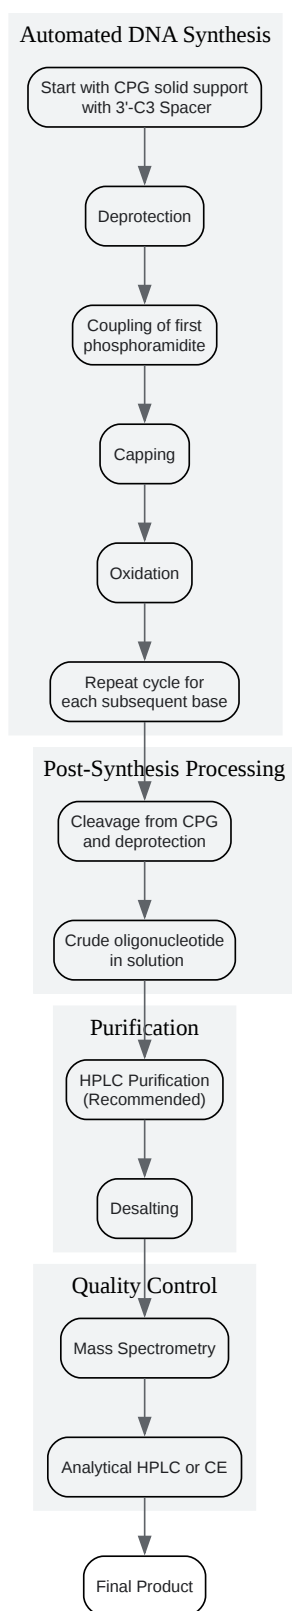 Automated DNA Synthesis
Start with CPG solid support
with 3'-C3 Spacer
Deprotection
Coupling of first
phosphoramidite
Capping
Oxidation
Repeat cycle for
each subsequent base
Post-Synthesis Processing
Cleavage from CPG
and deprotection
Crude oligonucleotide
in solution
Purification
HPLC Purification
(Recommended)
Desalting
Quality Control
Mass Spectrometry
Analytical HPLC or CE
Final Product